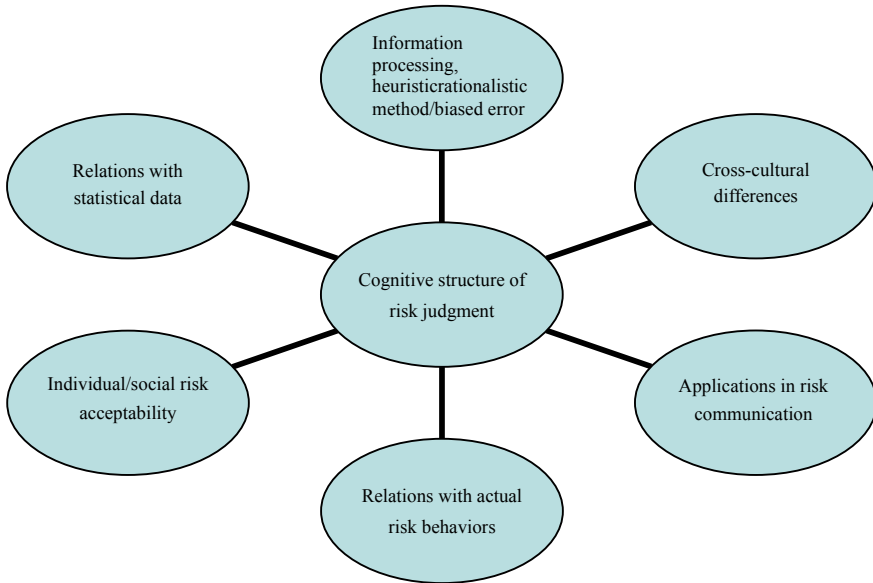 Information
processing,
heuristicrationalistic
method/biased error
Relations with
statistical data
Cross-cultural
differences
Cognitive structure of
risk judgment
Individual/social risk
acceptability
Applications in risk
communication
Relations with actual
risk behaviors